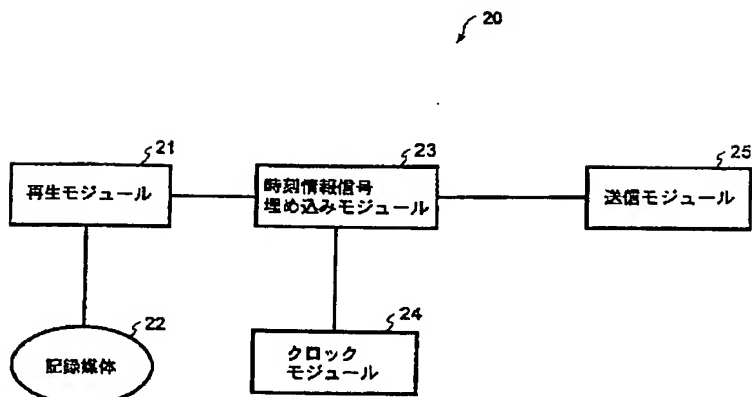 20
21
再生モジュール
23
時刻情報信号
埋め込みモジュール
25
送信モジュール
22
記録媒体
24
クロック
モジュール